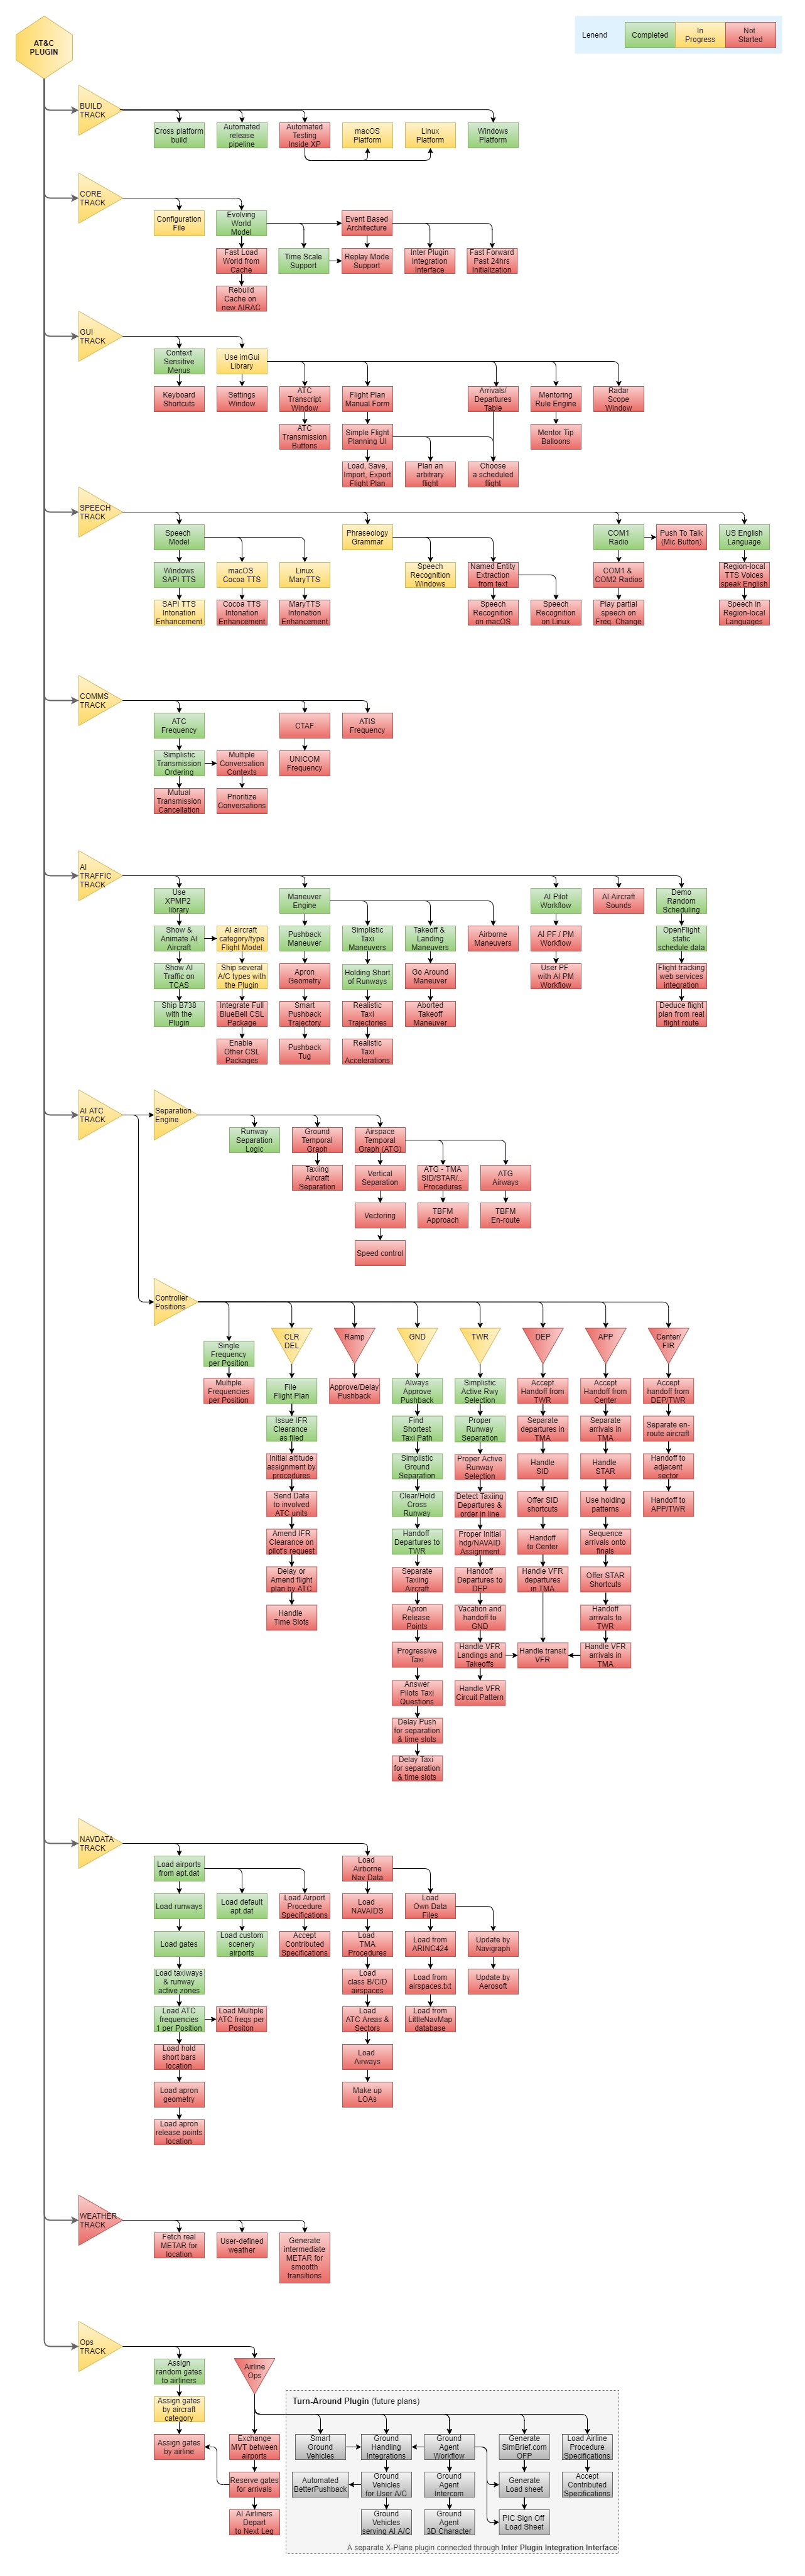 AT&C
PLUGIN
Lenend
Completed
In
Progress
Not
Started
BUILD
TRACK
Cross platform
build
Automated
release
pipeline
Automated
Testing
Inside XP
macOS
Platform
Linux
Platform
Windows
Platform
CORE
TRACK
Configuration
File
Evolving
World
Model
Event Based
Architecture
Fast Load
World from
Cache
Time Scale
Support
Replay Mode
Support
Inter Plugin
Integration
Interface
Fast Forward
Past 24hrs
Initialization
Rebuild
Cache on
new AIRAC
GUI
TRACK
Context
Sensitive
Menus
Use imGui
Library
Keyboard
Shortcuts
Settings
Window
ATC
Transcript
Window
Flight Plan
Manual Form
Arrivals/
Departures
Table
Mentoring
Rule Engine
Radar
Scope
Window
ATC
Transmission
Buttons
Simple Flight
Planning UI
Mentor Tip
Balloons
Load, Save,
Import, Export
Flight Plan
Plan an
arbitrary
flight
Choose
a scheduled
flight
SPEECH
TRACK
Speech
Model
Phraseology
Grammar
COM1
Radio
Push To Talk
(Mic Button)
US English
Language
Windows
SAPI TTS
macOS
Cocoa TTS
Linux
MaryTTS
Speech
Recognition
Windows
Named Entity
Extraction
from text
COM1 &
COM2 Radios
Region-local
TTS Voices
speak English
SAPI TTS
Intonation
Enhancement
Cocoa TTS
Intonation
Enhancement
MaryTTS
Intonation
Enhancement
Speech
Recognition
on macOS
Speech
Recognition
on Linux
Play partial
speech on
Freq. Change
Speech in
Region-local
Languages
COMMS
TRACK
ATC
Frequency
CTAF
ATIS
Frequency
Simplistic
Transmission
Ordering
Multiple
Conversation
Contexts
UNICOM
Frequency
Mutual
Transmission
Cancellation
Prioritize
Conversations
AI
TRAFFIC
TRACK
Use
XPMP2
library
Maneuver
Engine
AI Pilot
Workflow
AI Aircraft
Sounds
Demo
Random
Scheduling
Show &
Animate AI
Aircraft
AI aircraft
category/type
Flight Model
Pushback
Maneuver
Simplistic
Taxi
Maneuvers
Takeoff &
Landing
Maneuvers
Airborne
Maneuvers
AI PF / PM
Workflow
OpenFlight
static
schedule data
Show AI
Traffic on
TCAS
Ship several
A/C types with
the Plugin
Apron
Geometry
Holding Short
of Runways
Go Around
Maneuver
User PF
with AI PM
Workflow
Flight tracking
web services
integration
Ship B738
with the
Plugin
Integrate Full
BlueBell CSL
Package
Smart
Pushback
Trajectory
Realistic
Taxi
Trajectories
Aborted
Takeoff
Maneuver
Deduce flight
plan from real
flight route
Enable
Other CSL
Packages
Pushback
Tug
Realistic
Taxi
Accelerations
AI ATC
TRACK
Separation
Engine
Runway
Separation
Logic
Ground
Temporal
Graph
Airspace
Temporal
Graph (ATG)
Taxiing
Aircraft
Separation
Vertical
Separation
ATG - TMA
SID/STAR/...
Procedures
ATG
Airways
Vectoring
TBFM
Approach
TBFM
En-route
Speed control
Controller
Positions
Single
Frequency
per Position
CLR
DEL
Ramp
GND
TWR
DEP
APP
Center/
FIR
Multiple
Frequencies
per Position
File
Flight Plan
Approve/Delay
Pushback
Always
Approve
Pushback
Simplistic
Active Rwy
Selection
Accept
Handoff from
TWR
Accept
Handoff from
Center
Accept
handoff from
DEP/TWR
Issue IFR
Clearance
as filed
Find
Shortest
Taxi Path
Proper
Runway
Separation
Separate
departures in
TMA
Separate
arrivals in
TMA
Separate en-
route aircraft
Initial altitude
assignment by
procedures
Simplistic
Ground
Separation
Proper Active
Runway
Selection
Handle
SID
Handle
STAR
Handoff to
adjacent
sector
Send Data
to involved
ATC units
Clear/Hold
Cross
Runway
Detect Taxiing
Departures &
order in line
Offer SID
shortcuts
Use holding
patterns
Handoff to
APP/TWR
Amend IFR
Clearance on
pilot's request
Handoff
Departures to
TWR
Proper Initial
hdg/NAVAID
Assignment
Handoff
to Center
Sequence
arrivals onto
finals
Delay or
Amend flight
plan by ATC
Separate
Taxiing
Aircraft
Handoff
Departures to
DEP
Handle VFR
departures
in TMA
Offer STAR
Shortcuts
Handle
Time Slots
Apron
Release
Points
Vacation and
handoff to
GND
Handoff
arrivals to
TWR
Progressive
Taxi
Handle VFR
Landings and
Takeoffs
Handle transit
VFR
Handle VFR
arrivals in
TMA
Answer
Pilots Taxi
Questions
Handle VFR
Circuit Pattern
Delay Push
for separation
& time slots
Delay Taxi
for separation
& time slots
NAVDATA
TRACK
Load airports
from apt.dat
Load
Airborne
Nav Data
Load runways
Load default
apt.dat
Load Airport
Procedure
Specifications
Load
NAVAIDS
Load
Own Data
Files
Load gates
Load custom
scenery
airports
Accept
Contributed
Specifications
Load
TMA
Procedures
Load from
ARINC424
Update by
Navigraph
Load taxiways
& runway
active zones
Load
class B/C/D
airspaces
Load from
airspaces.txt
Update by
Aerosoft
Load ATC
frequencies
1 per Position
Load Multiple
ATC freqs per
Positon
Load
ATC Areas &
Sectors
Load from
LittleNavMap
database
Load hold
short bars
location
Load
Airways
Load apron
geometry
Make up
LOAs
Load apron
release points
location
WEATHER
TRACK
Fetch real
METAR for
location
User-defined
weather
Generate
intermediate
METAR for
smootth
transitions
Ops
TRACK
Assign
random gates
to airliners
Airline
Ops
Assign gates
by aircraft
category
Turn-Around Plugin (future plans)
Assign gates
by airline
Exchange
MVT between
airports
Smart
Ground
Vehicles
Ground
Handling
Integrations
Ground
Agent
Workflow
Generate
SimBrief.com
OFP
Load Airline
Procedure
Specifications
Reserve gates
for arrivals
Automated
BetterPushback
Ground
Vehicles
for User A/C
Ground
Agent
Intercom
Generate
Load sheet
Accept
Contributed
Specifications
AI Airliners
Depart
to Next Leg
Ground
Vehicles
serving AI A/C
Ground
Agent
3D Character
PIC Sign Off
Load Sheet
A separate X-Plane plugin connected through Inter Plugin Integration Interface